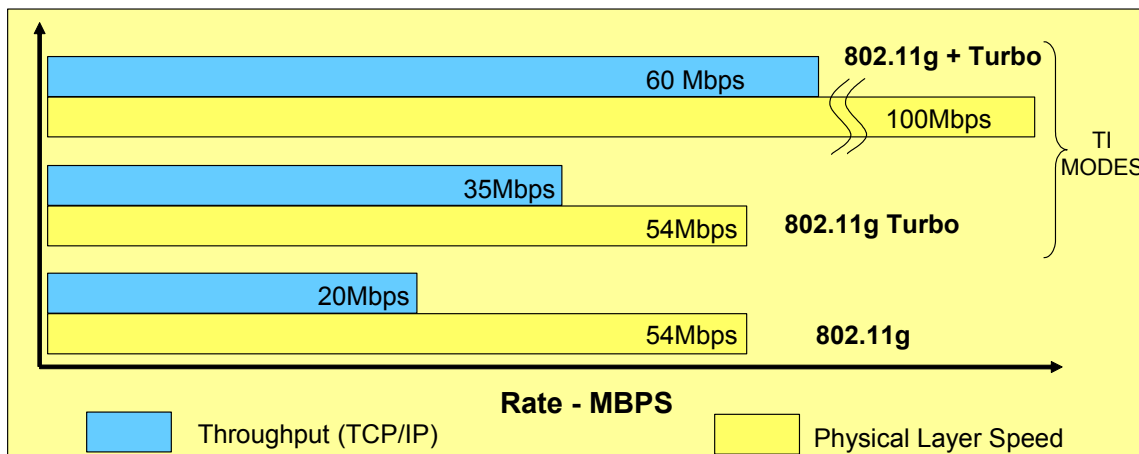 802.11g + Turbo
60 Mbps
100Mbps
TI
MODES
35Mbps
54Mbps
802.11g Turbo
20Mbps
54Mbps
802.11g
Rate - MBPS
Throughput (TCP/IP)
Physical Layer Speed